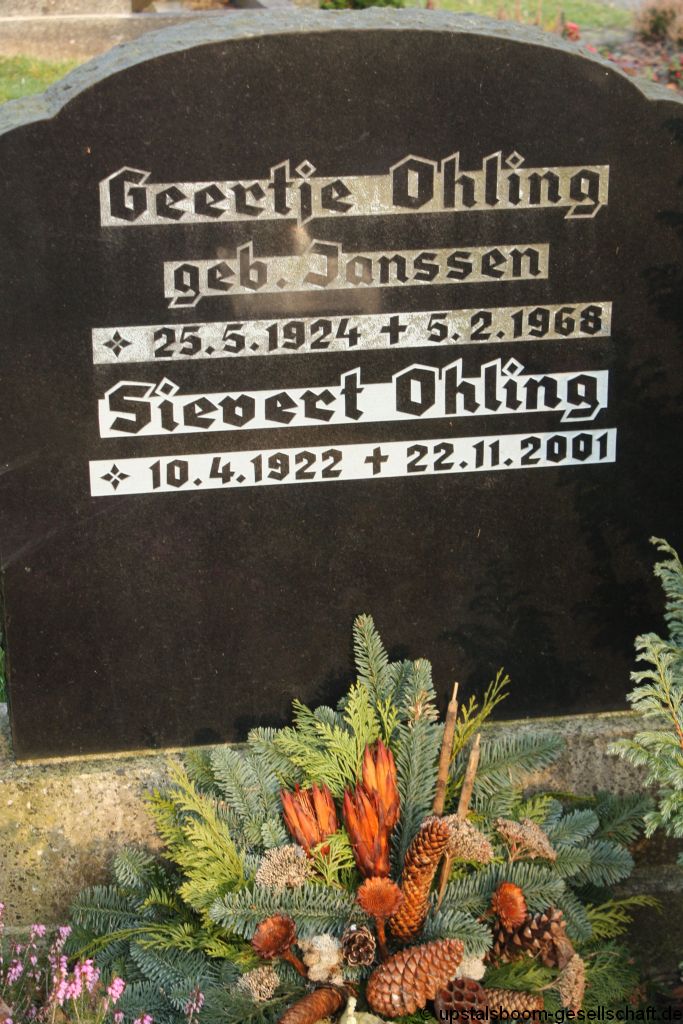 Geertje Ohling
geb. Janssen
25.5.1924 ✝ 5.2.1968
Sievert Ohling
10.4.1922 ✝ 22.11.2001
© upstalsboom-gesellschaft.de